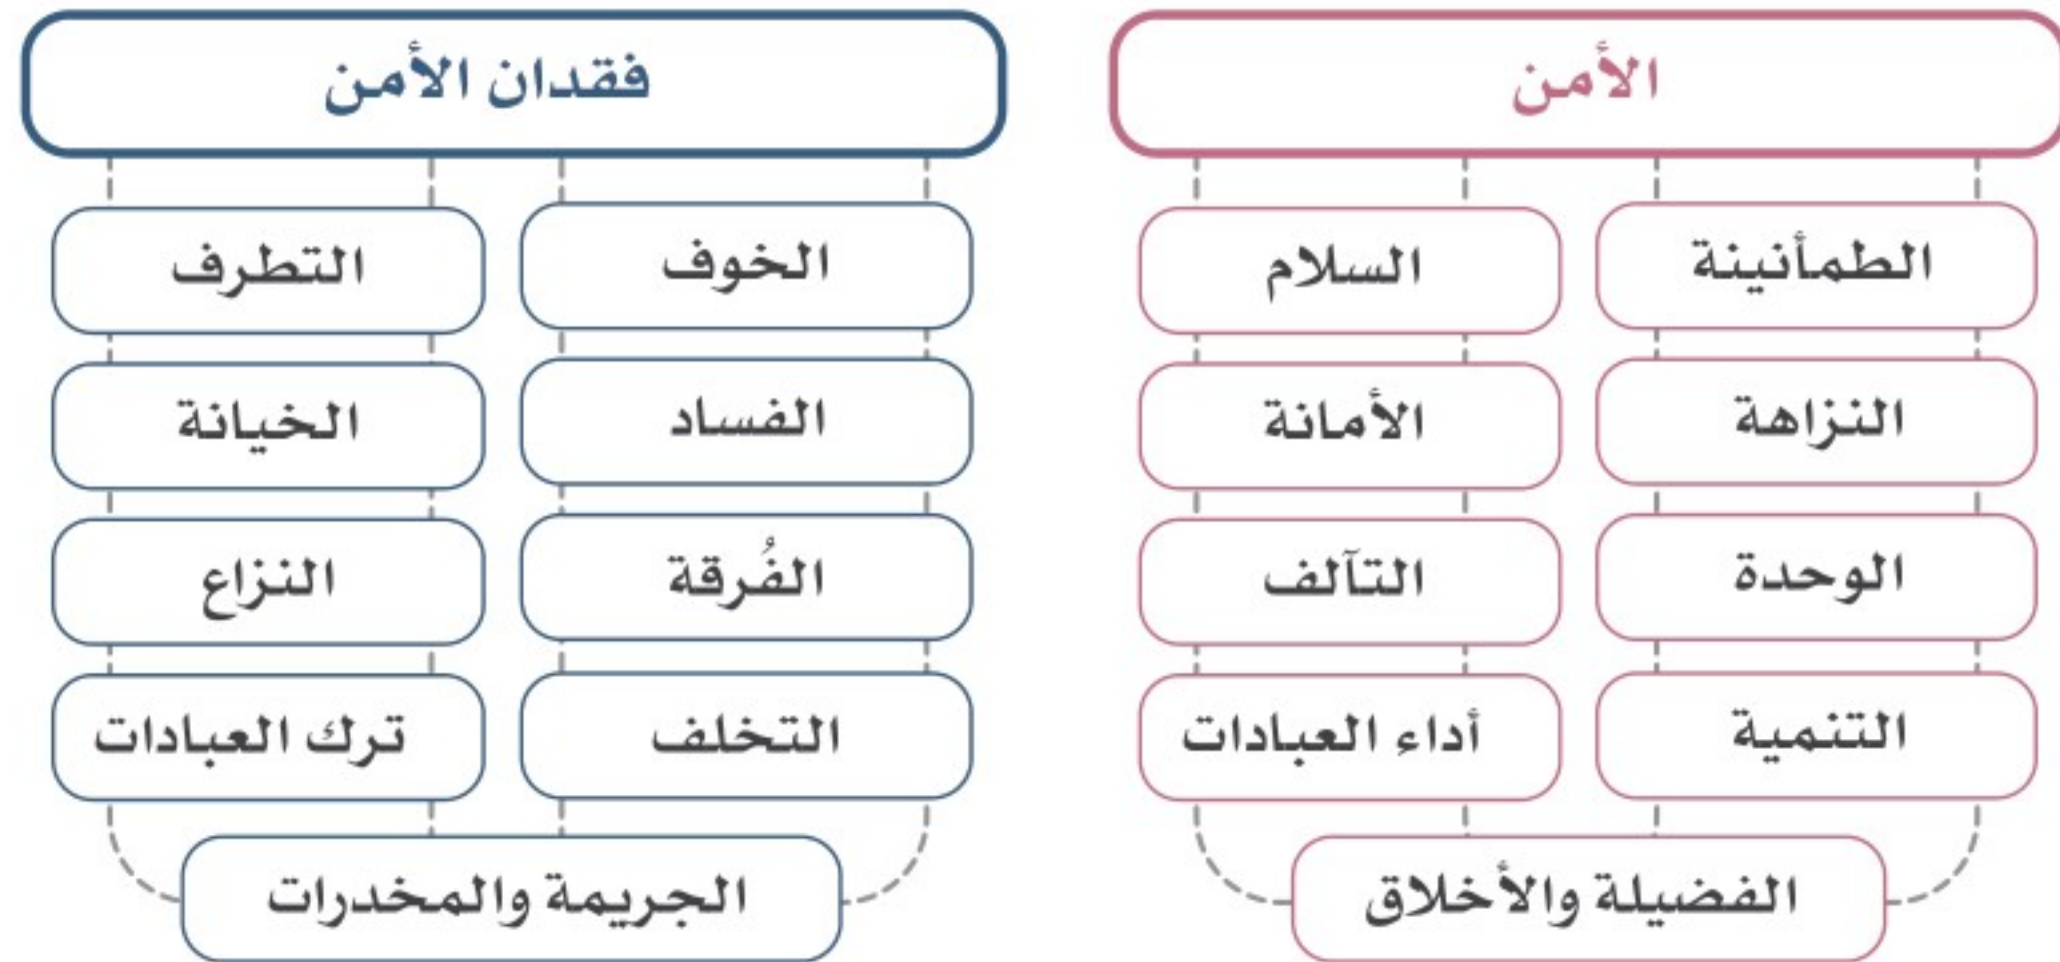 الأمن
الطمأنينة
السلام
النزاهة
الأمانة
الوحدة
التآلف
التنمية
أداء العبادات
الفضيلة والأخلاق
فقدان الأمن
الخوف
التطرف
الفساد
الخيانة
الفُرقة
النزاع
التخلف
ترك العبادات
الجريمة والمخدرات